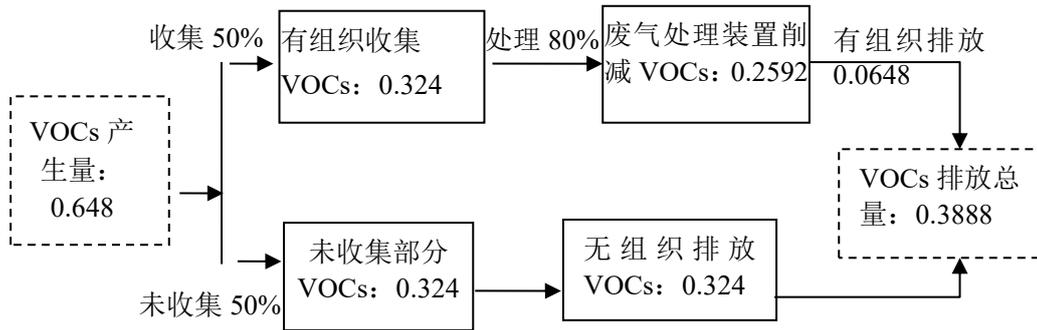 收集 50%
有组织收集
VOCs：0.324
处理 80%
废气处理装置削
减 VOCs：0.2592
有组织排放
0.0648
VOCs 产
生量：
0.648
VOCs 排放总
量：0.3888
未收集 50%
未收集部分
VOCs：0.324
无组织排放
VOCs：0.324